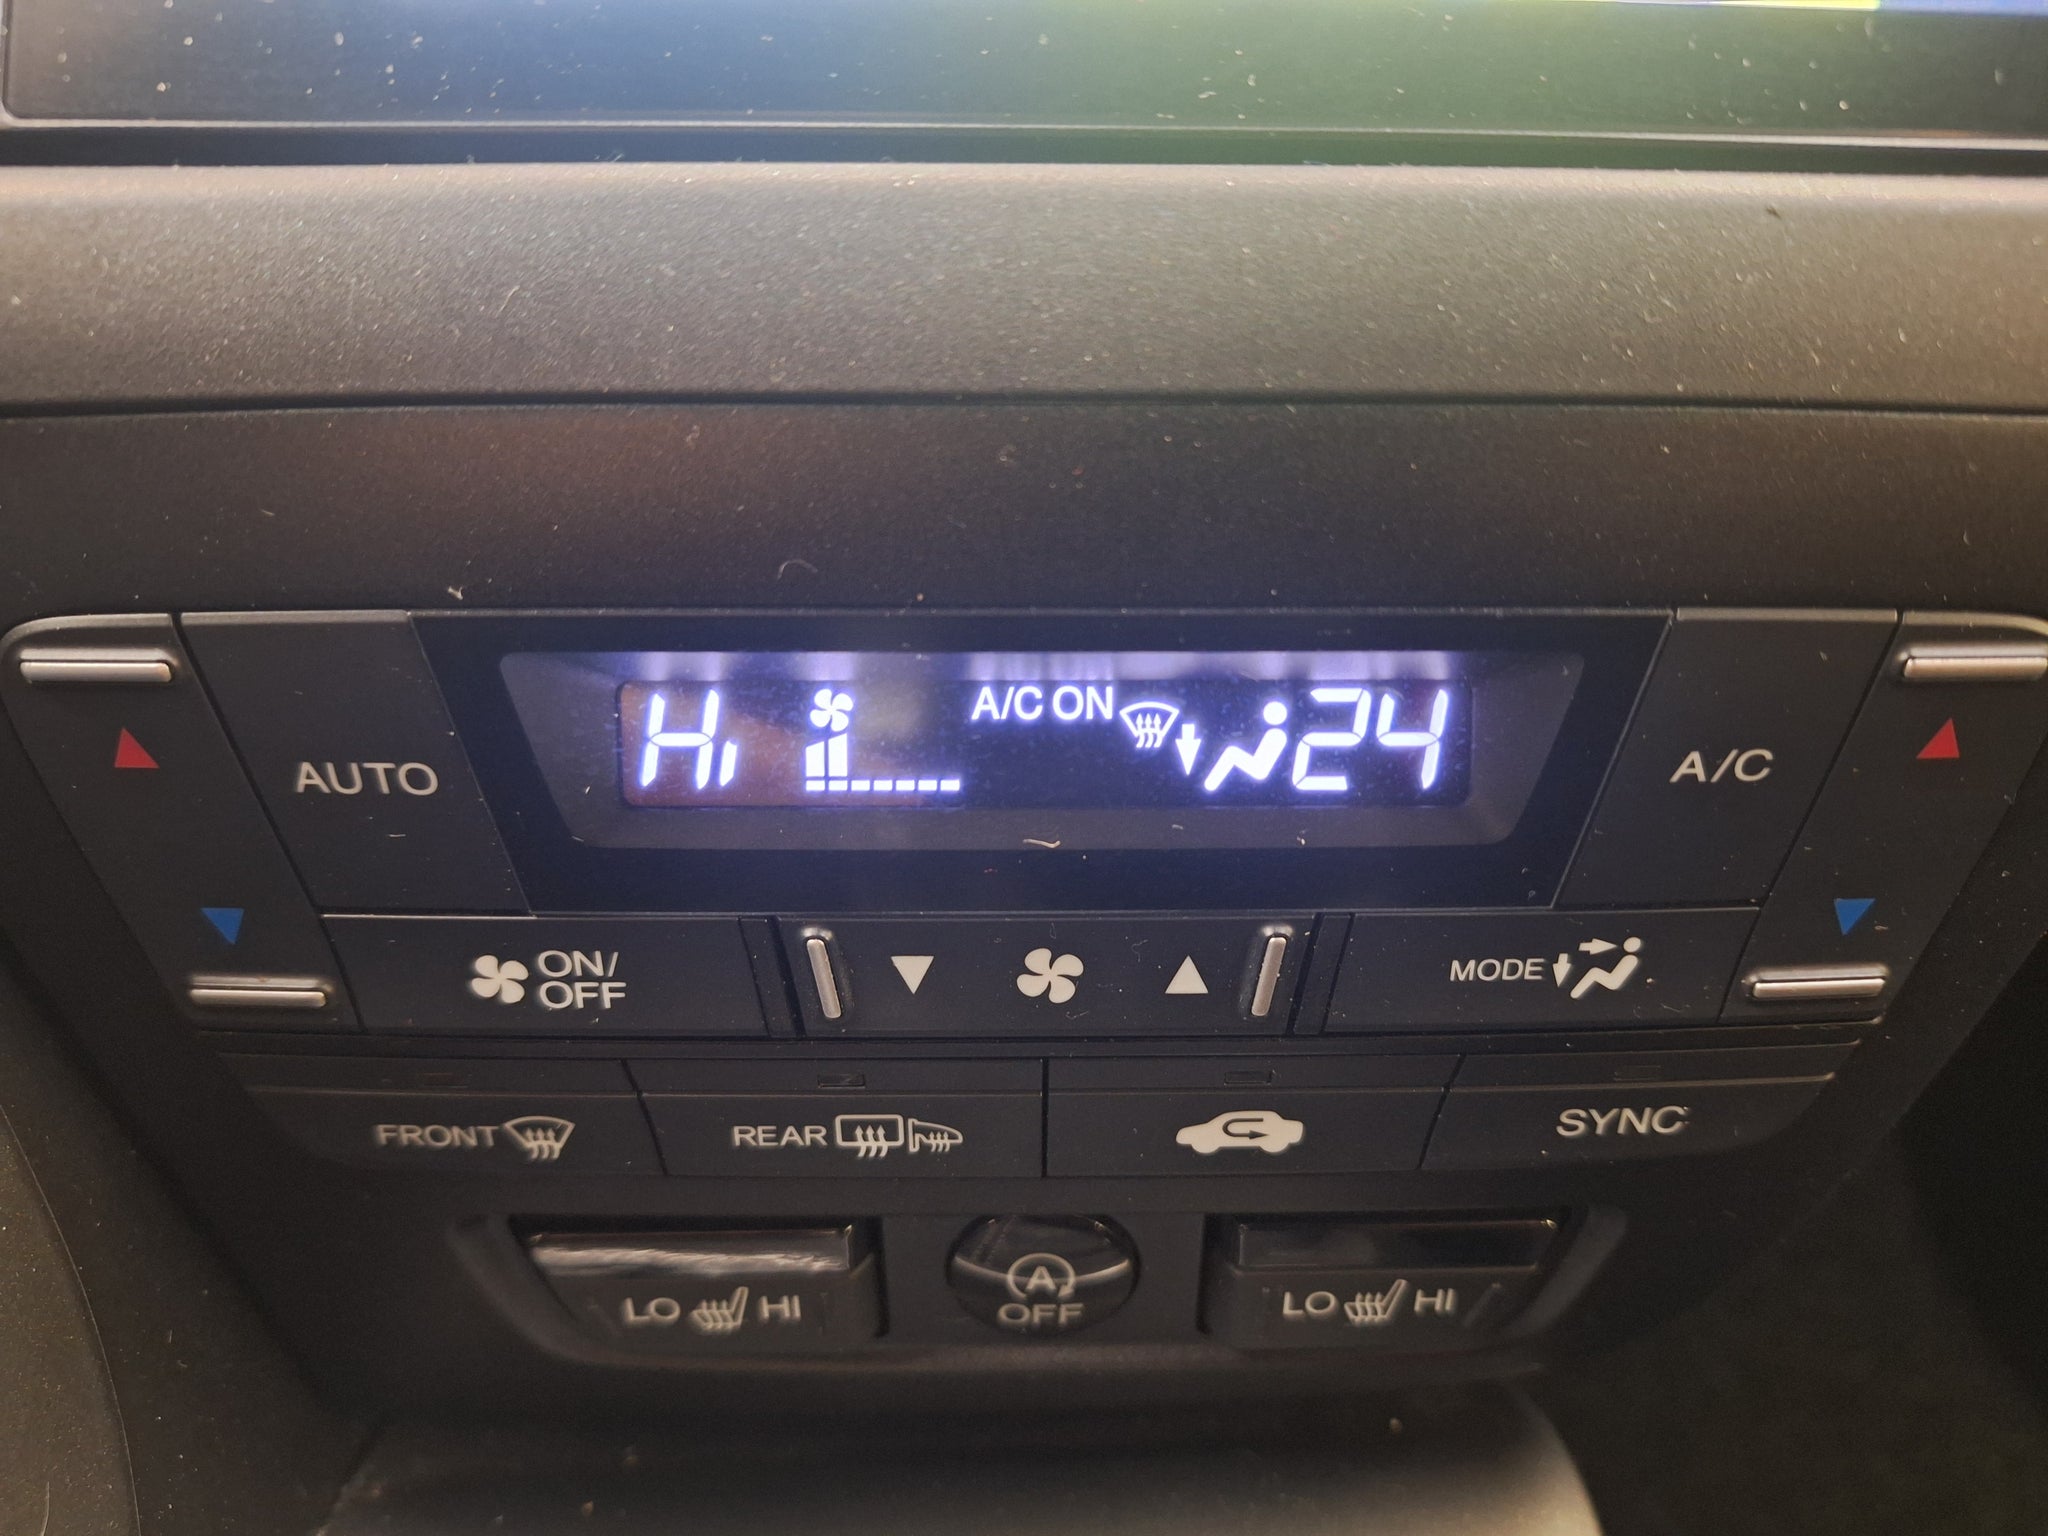 Hi A/C ON 24
AUTO
A/C
ON/
OFF
MODE
FRONT
REAR
SYNC
LO HI
A
OFF
LO HI